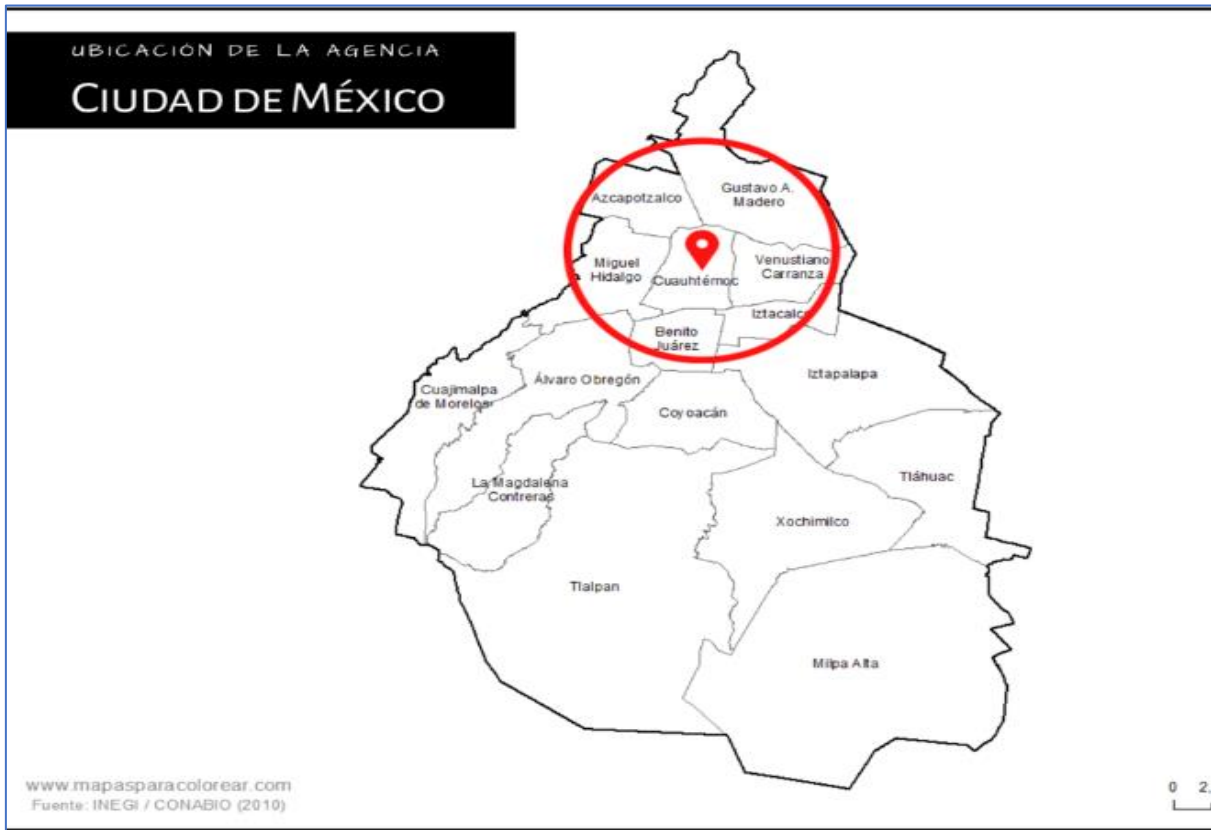 UBICACIÓN DE LA AGENCIA
CIUDAD DE MÉXICO
Azcapotzalco
Gustavo A.
Madero
Miguel
Hidalgo
Cuauhtémoc
Venustiano
Carranza
Iztacalco
Benito
Juárez
Iztapalapa
Cuajimalpa
de Morelos
Álvaro Obregón
Coyoacán
La Magdalena
Contreras
Tláhuac
Xochimilco
Tlalpan
Milpa Alta
www.mapasparacolorear.com
Fuente: INEGI / CONABIO (2010)
0 2.